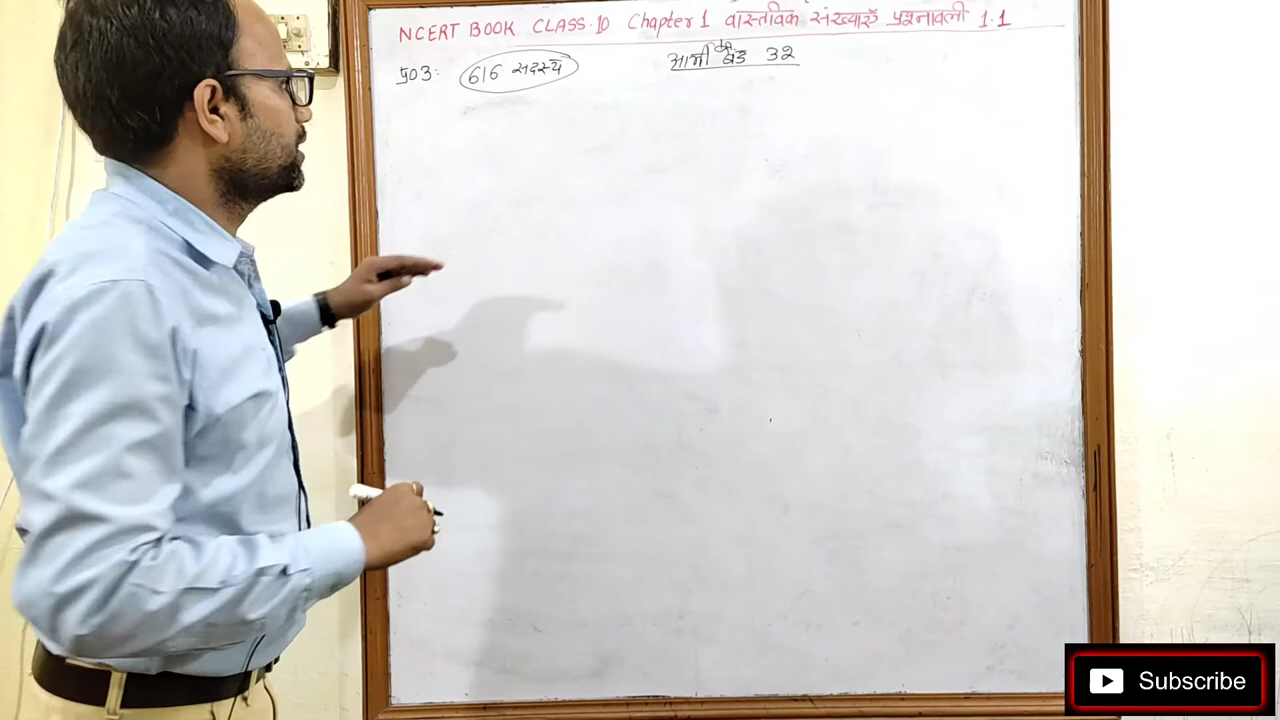 NCERT BOOK CLASS 10 Chapter 1 वास्तविक संख्याएँ प्रश्नावली 1.1
प्र03: 616 सदस्य आर्मी बैंड 32
Subscribe